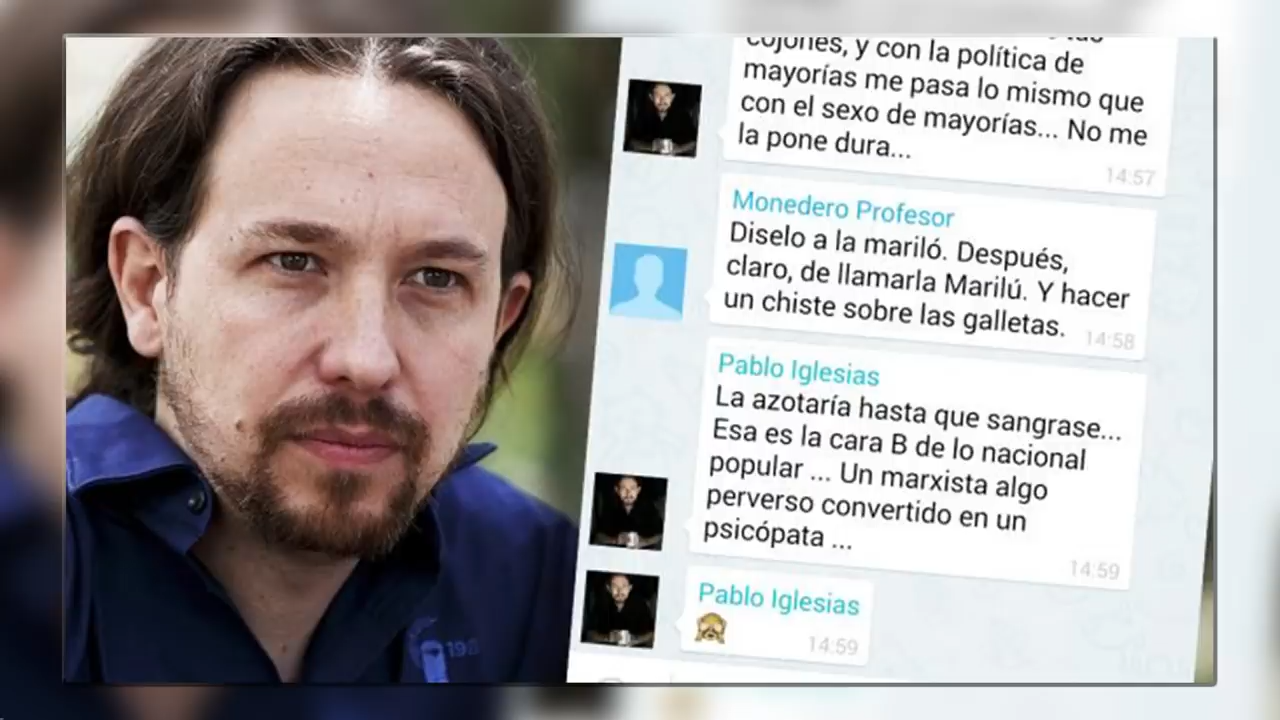 cojones, y con la política de
mayorías me pasa lo mismo que
con el sexo de mayorías... No me
la pone dura...
14:57
Monedero Profesor
Diselo a la mariló. Después,
claro, de llamarla Marilú. Y hacer
un chiste sobre las galletas.
14:58
Pablo Iglesias
La azotaría hasta que sangrase...
Esa es la cara B de lo nacional
popular ... Un marxista algo
perverso convertido en un
psicópata ...
14:59
Pablo Iglesias
14:59